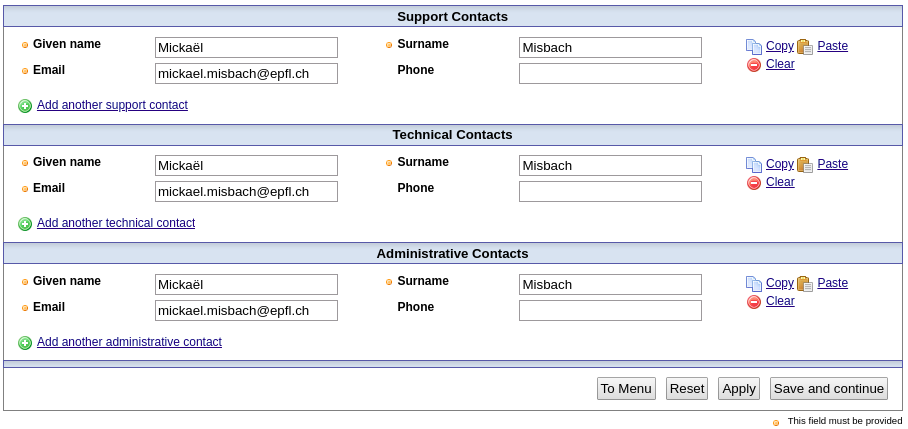 Support Contacts
Given name Mickaël Surname Misbach Copy Paste
Email mickael.misbach@epfl.ch Phone Clear
Add another support contact
Technical Contacts
Given name Mickaël Surname Misbach Copy Paste
Email mickael.misbach@epfl.ch Phone Clear
Add another technical contact
Administrative Contacts
Given name Mickaël Surname Misbach Copy Paste
Email mickael.misbach@epfl.ch Phone Clear
Add another administrative contact
To Menu Reset Apply Save and continue
This field must be provided